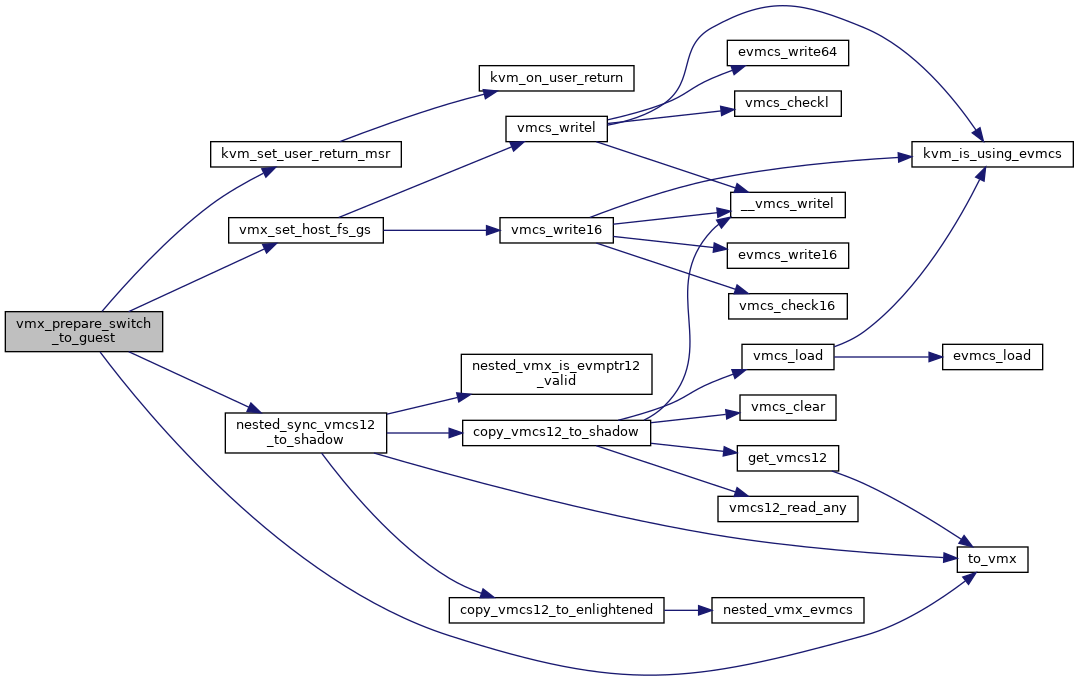 vmx_prepare_switch
_to_guest
kvm_set_user_return_msr
vmx_set_host_fs_gs
nested_sync_vmcs12
_to_shadow
kvm_on_user_return
vmcs_writel
vmcs_write16
nested_vmx_is_evmptr12
_valid
copy_vmcs12_to_shadow
copy_vmcs12_to_enlightened
evmcs_write64
vmcs_checkl
__vmcs_writel
evmcs_write16
vmcs_check16
vmcs_load
vmcs_clear
get_vmcs12
vmcs12_read_any
nested_vmx_evmcs
kvm_is_using_evmcs
evmcs_load
to_vmx